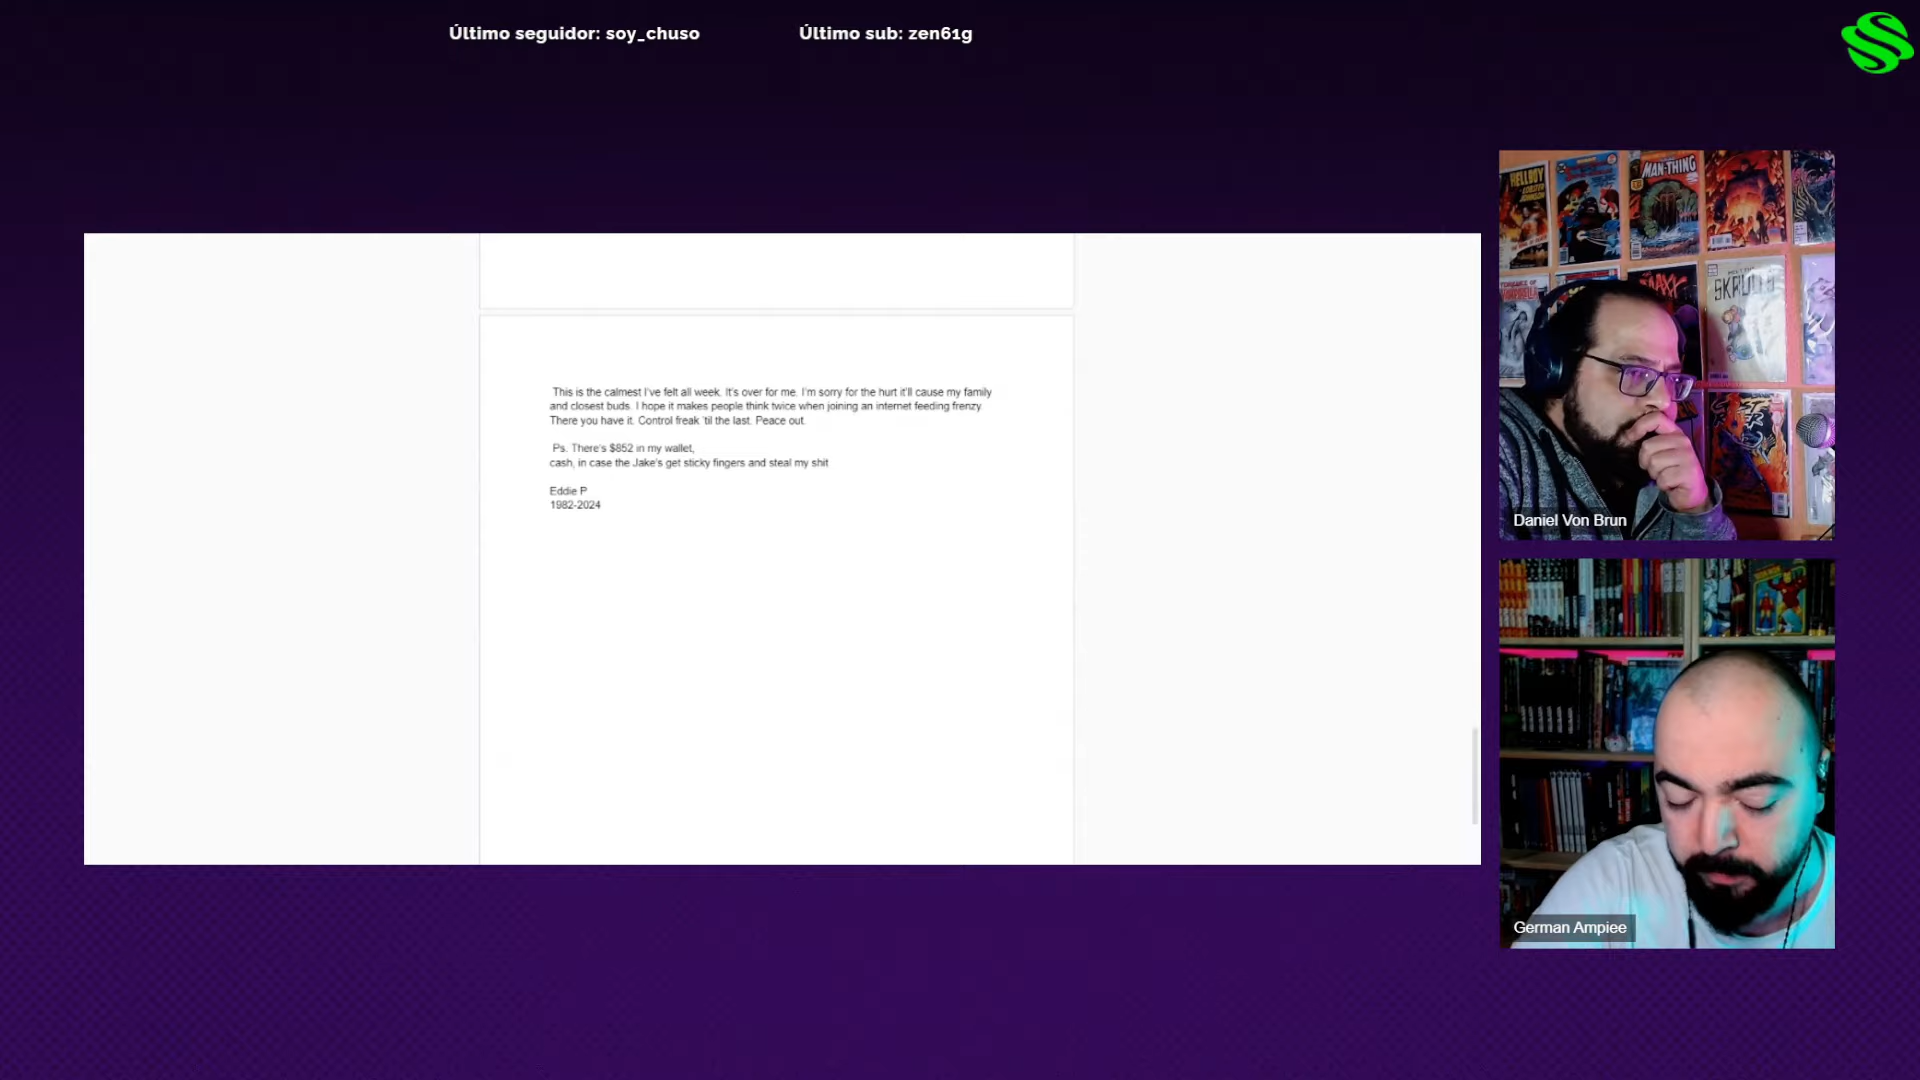 Último seguidor: soy_chuso
Último sub: zen61g
This is the calmest I've felt all week. It's over for me. I'm sorry for the hurt it'll cause my family
and closest buds. I hope it makes people think twice when joining an internet feeding frenzy.
There you have it. Control freak 'til the last. Peace out.
Ps. There's $852 in my wallet,
cash, in case the Jake's get sticky fingers and steal my shit
Eddie P
1982-2024
HELLBOY
MAN-THING
MAXX
Daniel Von Brun
German Ampiee